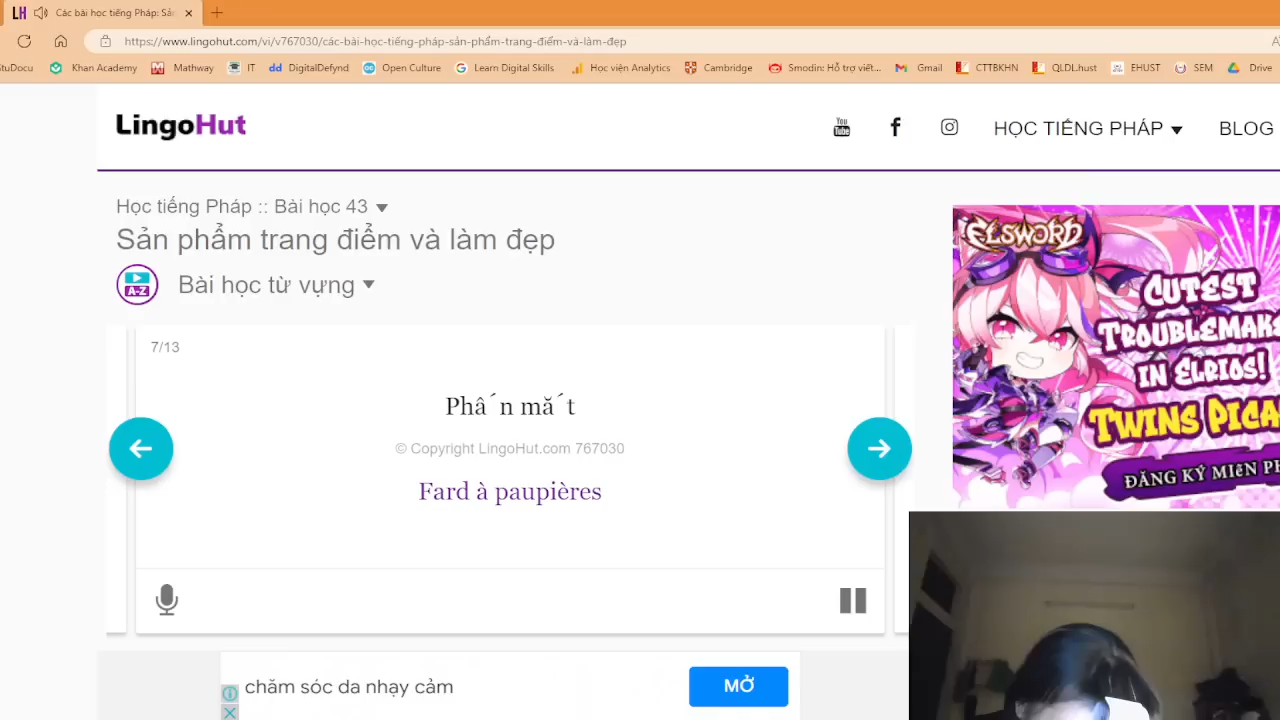 LH Các bài học tiếng Pháp: Sả
https://www.lingohut.com/vi/v767030/các-bài-học-tiếng-pháp-sản-phẩm-trang-điểm-và-làm-đẹp
StuDocu Khan Academy Mathway IT dd DigitalDefynd Open Culture Learn Digital Skills Học viện Analytics Cambridge Smodin: Hỗ trợ viết... Gmail CTTBKHN QLDLhust EHUST SEM Drive
LingoHut
You Tube
HỌC TIẾNG PHÁP BLOG
Học tiếng Pháp :: Bài học 43
Sản phẩm trang điểm và làm đẹp
A-Z Bài học từ vựng
7/13
Phấn mắt
© Copyright LingoHut.com 767030
Fard à paupières
ELSWORD
CUTEST
TROUBLEMAK
IN ELRIOS!
TWINS PICA
ĐĂNG KÝ MIỄN PH
chăm sóc da nhạy cảm
MỞ